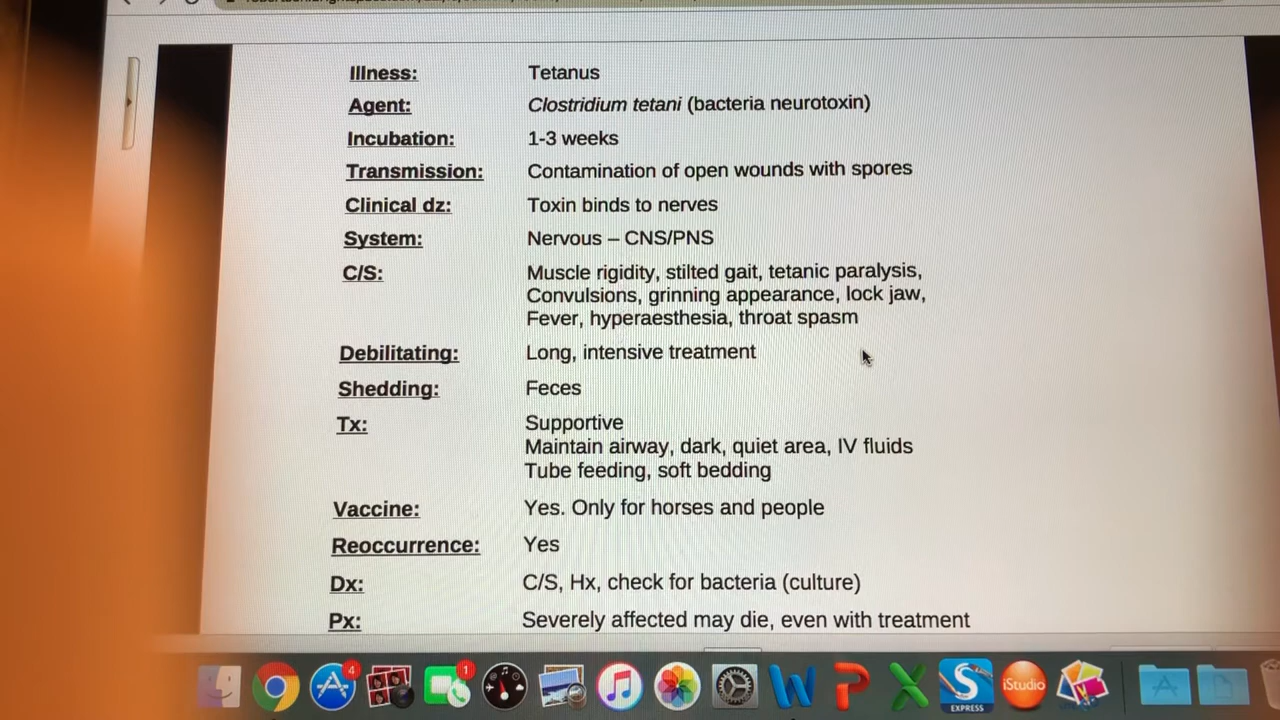 Illness: Tetanus
Agent: Clostridium tetani (bacteria neurotoxin)
Incubation: 1-3 weeks
Transmission: Contamination of open wounds with spores
Clinical dz: Toxin binds to nerves
System: Nervous – CNS/PNS
C/S: Muscle rigidity, stilted gait, tetanic paralysis,
Convulsions, grinning appearance, lock jaw,
Fever, hyperaesthesia, throat spasm
Debilitating: Long, intensive treatment
Shedding: Feces
Tx: Supportive
Maintain airway, dark, quiet area, IV fluids
Tube feeding, soft bedding
Vaccine: Yes. Only for horses and people
Reoccurrence: Yes
Dx: C/S, Hx, check for bacteria (culture)
Px: Severely affected may die, even with treatment
4
1
W
P
X
S
EXPRESS
iStudio